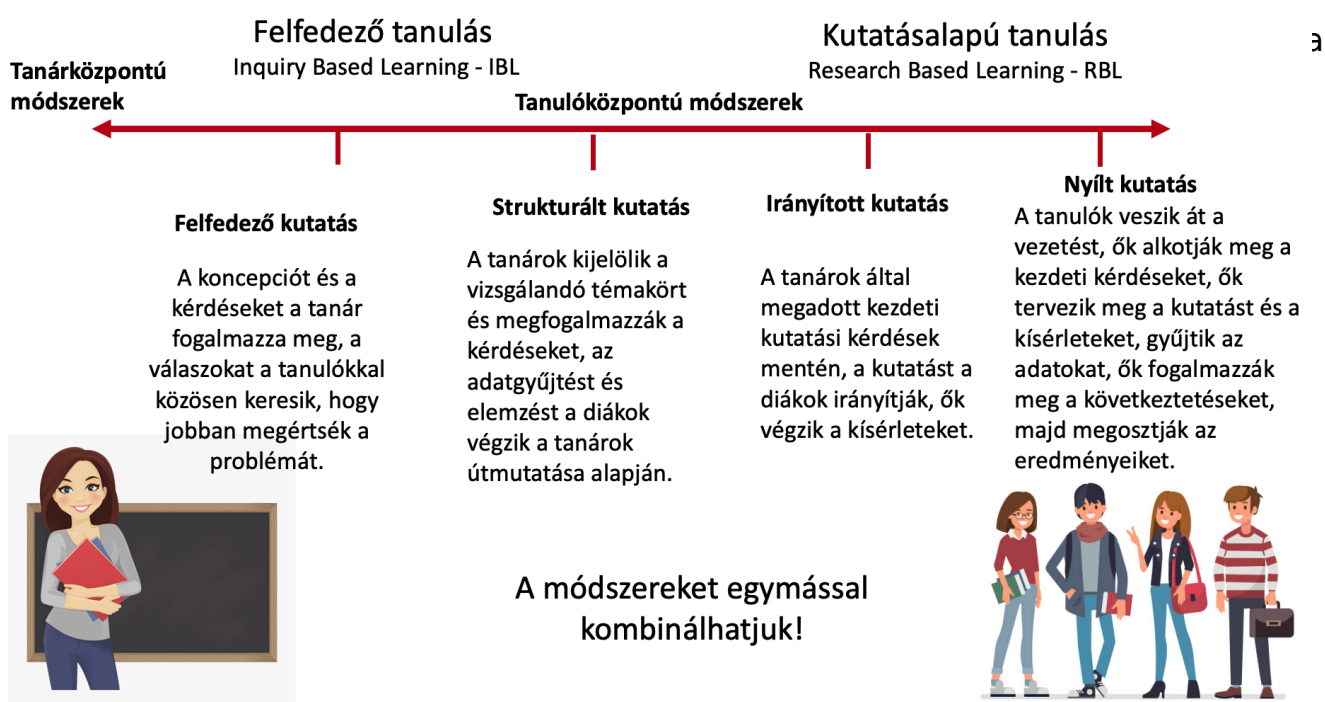 Felfedező tanulás
Inquiry Based Learning - IBL
Kutatásalapú tanulás
Research Based Learning - RBL
a
Tanárközpontú
módszerek
Tanulóközpontú módszerek
Felfedező kutatás
A koncepciót és a
kérdéseket a tanár
fogalmazza meg, a
válaszokat a tanulókkal
közösen keresik, hogy
jobban megértsék a
problémát.
Strukturált kutatás
A tanárok kijelölik a
vizsgálandó témakört
és megfogalmazzák a
kérdéseket, az
adatgyűjtést és
elemzést a diákok
végzik a tanárok
útmutatása alapján.
Irányított kutatás
A tanárok által
megadott kezdeti
kutatási kérdések
mentén, a kutatást a
diákok irányítják, ők
végzik a kísérleteket.
Nyílt kutatás
A tanulók veszik át a
vezetést, ők alkotják meg a
kezdeti kérdéseket, ők
tervezik meg a kutatást és a
kísérleteket, gyűjtik az
adatokat, ők fogalmazzák
meg a következtetéseket,
majd megosztják az
eredményeiket.
A módszereket egymással
kombinálhatjuk!